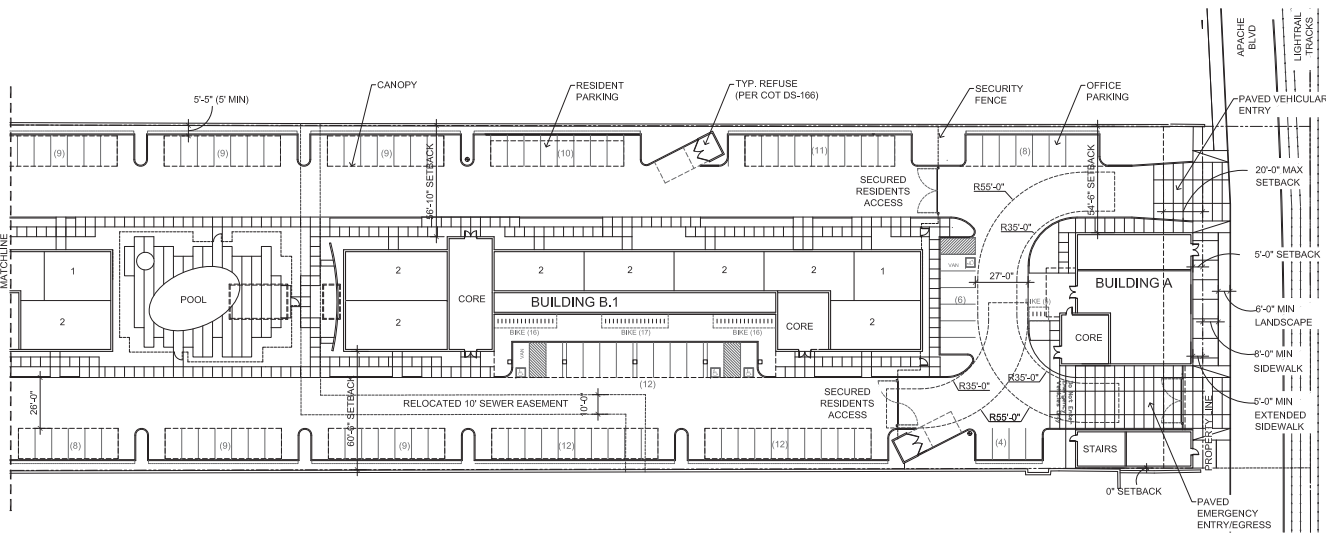 APACHE
BLVD
LIGHTRAIL
TRACKS
5'-5" (5' MIN)
CANOPY
RESIDENT
PARKING
TYP. REFUSE
(PER COT DS-166)
SECURITY
FENCE
OFFICE
PARKING
PAVED VEHICULAR
ENTRY
(9)
(9)
(9)
(10)
(11)
(8)
56'-10" SETBACK
SECURED
RESIDENTS
ACCESS
R55'-0"
54'-6" SETBACK
20'-0" MAX
SETBACK
R35'-0"
MATCHLINE
1
2
POOL
2
2
CORE
2
2
2
2
1
BUILDING B.1
VAN
27'-0"
(6)
BUILDING A
5'-0" SETBACK
6'-0" MIN
LANDSCAPE
BIKE (16)
BIKE (17)
BIKE (16)
CORE
2
CORE
8'-0" MIN
SIDEWALK
VAN
(12)
R35'-0"
R35'-0"
26'-0"
60'-6" SETBACK
RELOCATED 10' SEWER EASEMENT
10'-0"
SECURED
RESIDENTS
ACCESS
R55'-0"
5'-0" MIN
EXTENDED
SIDEWALK
(8)
(9)
(9)
(12)
(12)
(4)
STAIRS
PROPERTY LINE
0" SETBACK
PAVED
EMERGENCY
ENTRY/EGRESS